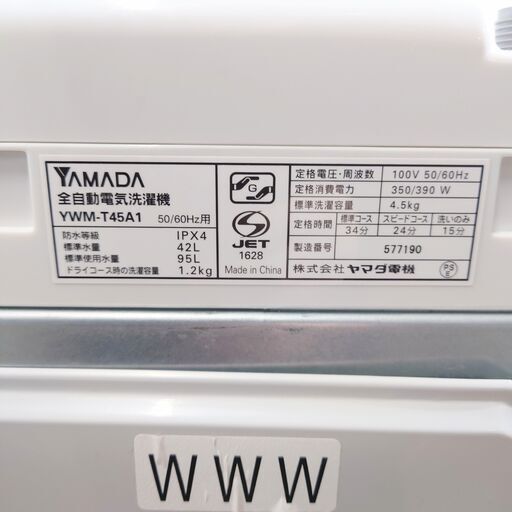 YAMADA
全自動電気洗濯機
YWM-T45A1 50/60Hz用
防水等級 IPX4
標準水量 42L
標準使用水量 95L
ドライコース時の洗濯容量 1.2kg
G
S
JET
1628
Made in China
定格電圧・周波数 100V 50/60Hz
定格消費電力 350/390 W
標準洗濯容量 4.5kg
定格時間 標準コース スピードコース 洗いのみ
34分 24分 15分
製造番号 577190
株式会社ヤマダ電機
PS
E
WWW